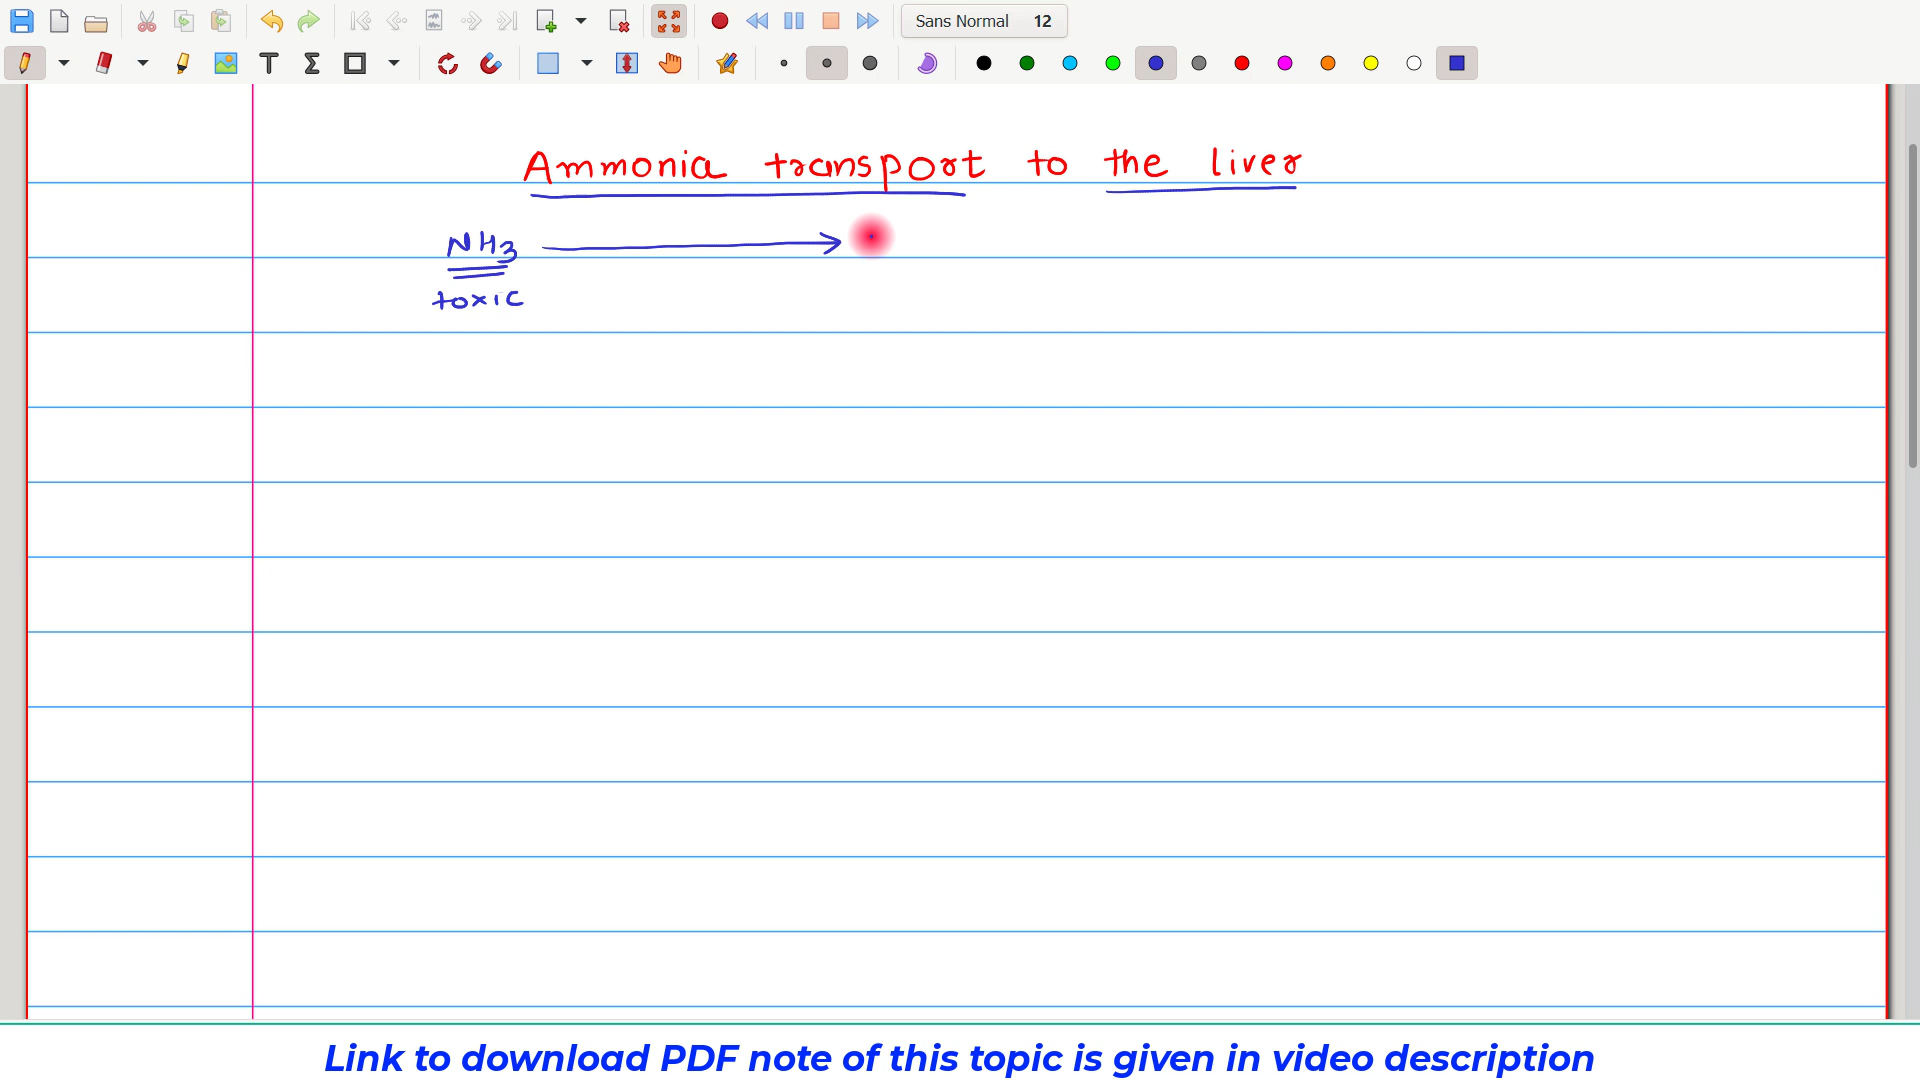 Sans Normal 12
Ammonia transport to the liver
NH3
toxic
Link to download PDF note of this topic is given in video description